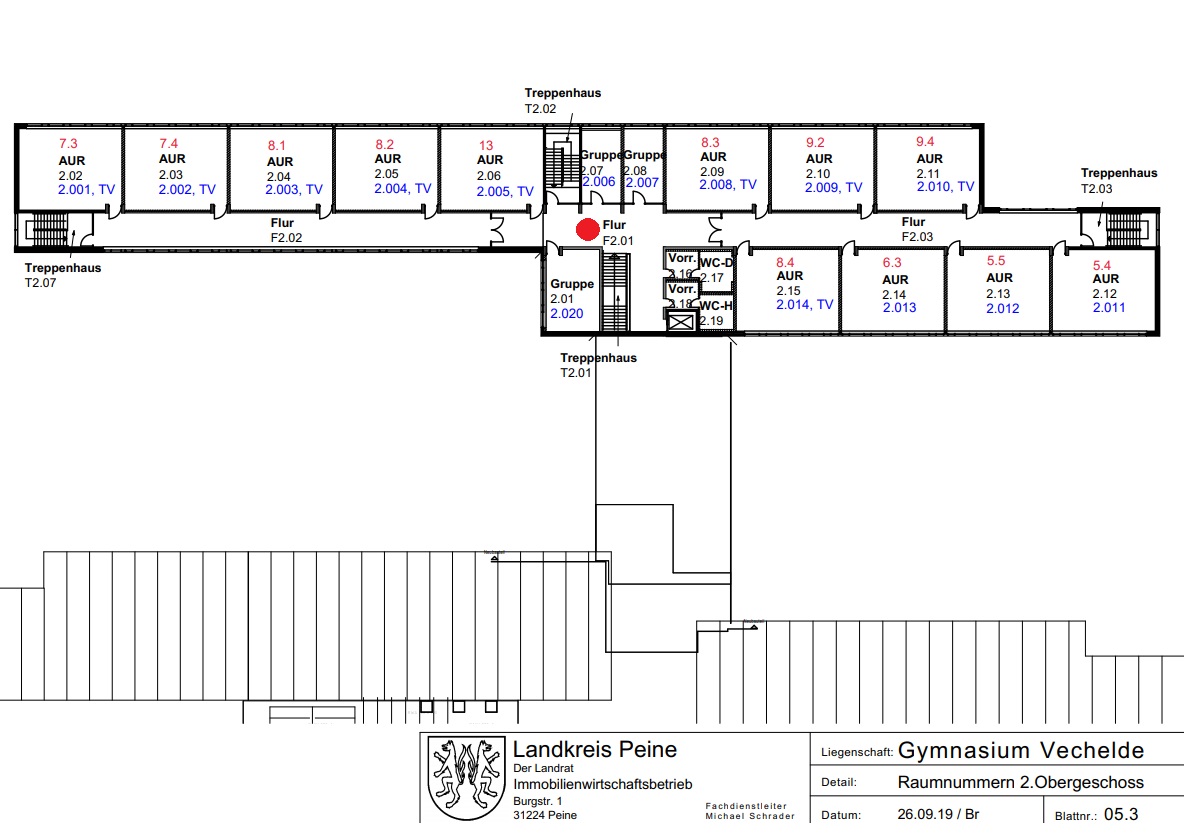 Treppenhaus
T2.02
7.3
AUR
2.02
2.001, TV
7.4
AUR
2.03
2.002, TV
8.1
AUR
2.04
2.003, TV
8.2
AUR
2.05
2.004, TV
13
AUR
2.06
2.005, TV
Gruppe
2.07
2.006
Gruppe
2.08
2.007
8.3
AUR
2.09
2.008, TV
9.2
AUR
2.10
2.009, TV
9.4
AUR
2.11
2.010, TV
Treppenhaus
T2.03
Flur
F2.02
Flur
F2.01
Flur
F2.03
Treppenhaus
T2.07
Gruppe
2.01
2.020
Vorr.
2.16
WC-D
2.17
Vorr.
2.18
WC-H
2.19
8.4
AUR
2.15
2.014, TV
6.3
AUR
2.14
2.013
5.5
AUR
2.13
2.012
5.4
AUR
2.12
2.011
Treppenhaus
T2.01
Landkreis Peine
Der Landrat
Immobilienwirtschaftsbetrieb
Burgstr. 1
31224 Peine
Fachdienstleiter
Michael Schrader
Liegenschaft: Gymnasium Vechelde
Detail: Raumnummern 2.Obergeschoss
Datum: 26.09.19 / Br
Blattnr.: 05.3